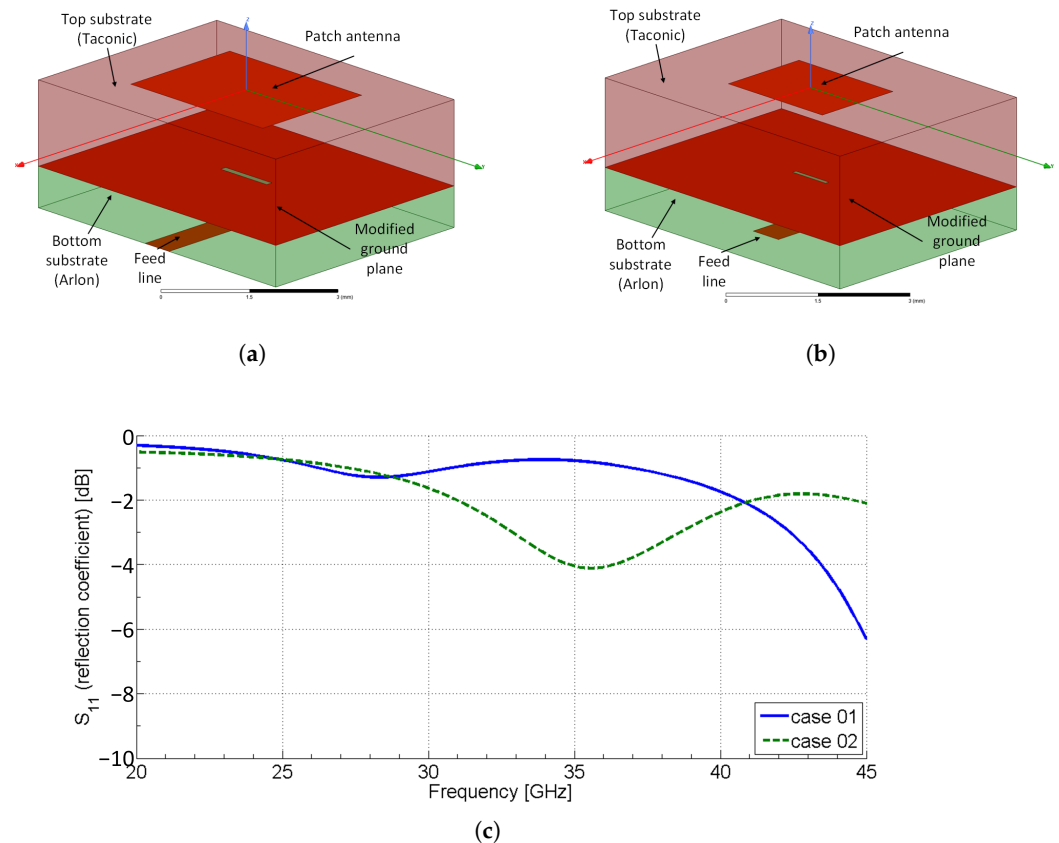 Top substrate
(Taconic)
z
Patch antenna
x
y
Bottom
substrate
(Arlon)
Feed
line
Modified
ground
plane
0
1.5
3 (mm)
(a)
Top substrate
(Taconic)
z
Patch antenna
x
y
Bottom
substrate
(Arlon)
Feed
line
Modified
ground
plane
0
1.5
3 (mm)
(b)
S11 (reflection coefficient) [dB]
0
−2
−4
−6
−8
−10
20
25
30
35
40
45
Frequency [GHz]
case 01
case 02
(c)